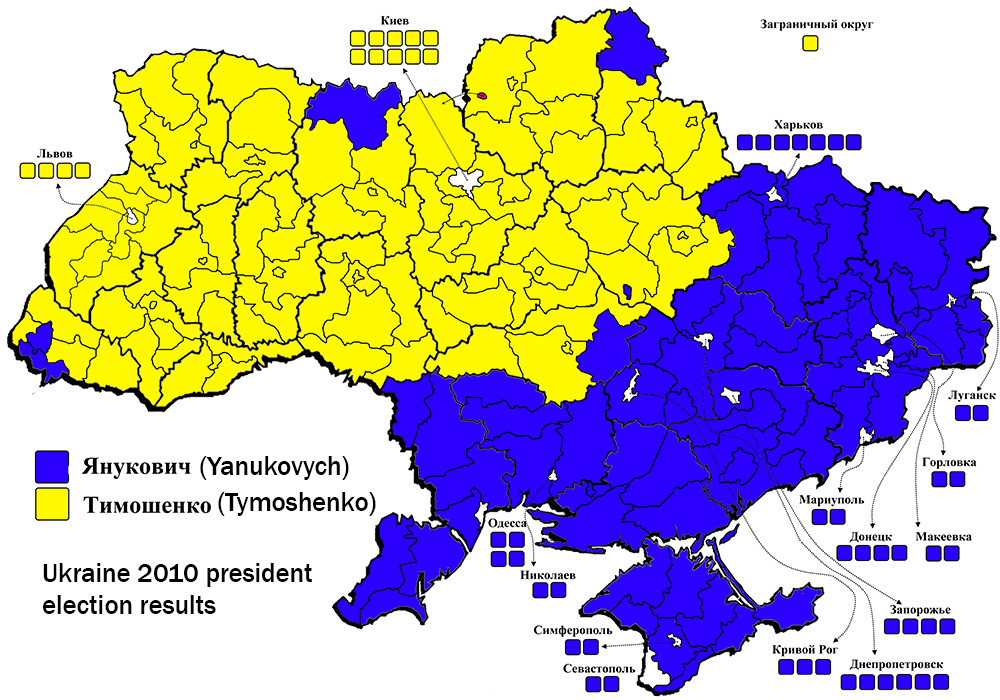 Киев
Заграничный округ
Харьков
Львов
Луганск
Янукович (Yanukovych)
Тимошенко (Tymoshenko)
Горловка
Мариуполь
Одесса
Донецк
Макеевка
Ukraine 2010 president
election results
Николаев
Запорожье
Симферополь
Кривой Рог
Днепропетровск
Севастополь